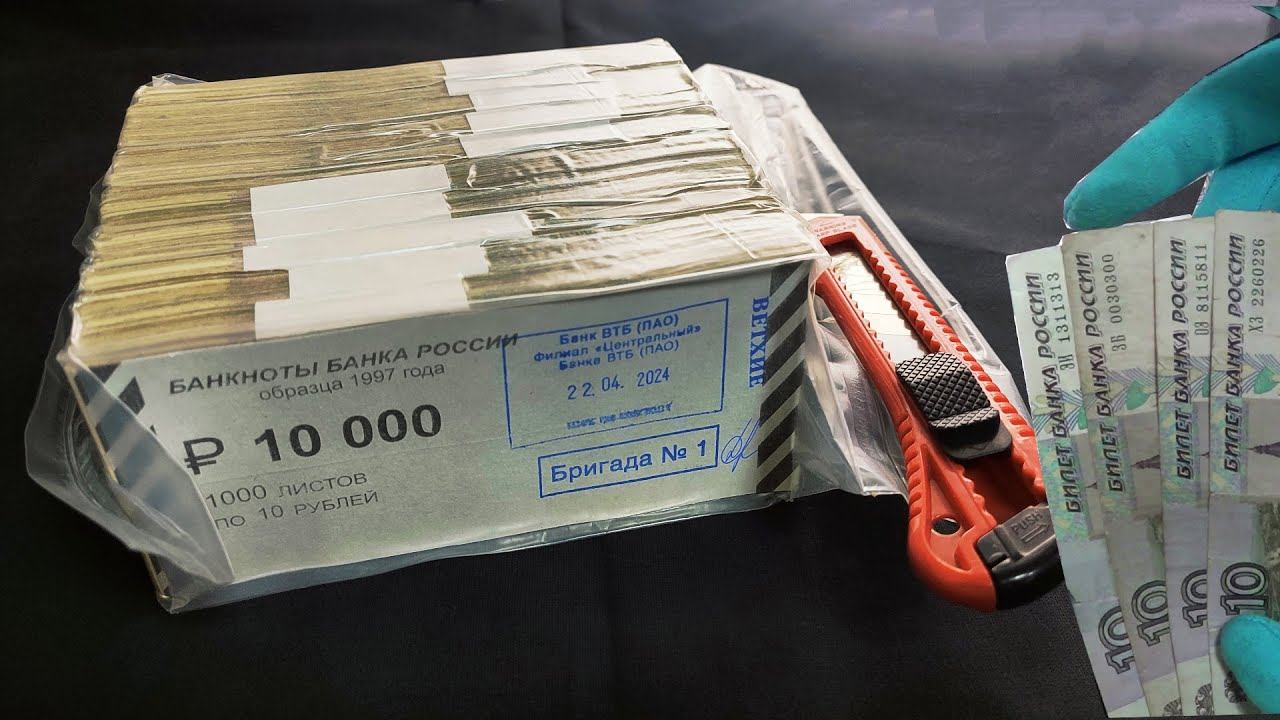 БАНКНОТЫ БАНКА РОССИИ
образца 1997 года
₽ 10 000
1000 ЛИСТОВ
ПО 10 РУБЛЕЙ
Банк ВТБ (ПАО)
Филиал «Центральный»
Банка ВТБ (ПАО)
22. 04. 2024
Бригада № 1
ВЕТХИЕ
PUSH
БИЛЕТ БАНКА РОССИИ
ЗН 1311313
10
БИЛЕТ БАНКА РОССИИ
ЗБ 0030300
10
БИЛЕТ БАНКА РОССИИ
8115811
10
БИЛЕТ БАНКА РОССИИ
ХЗ 2260226
10